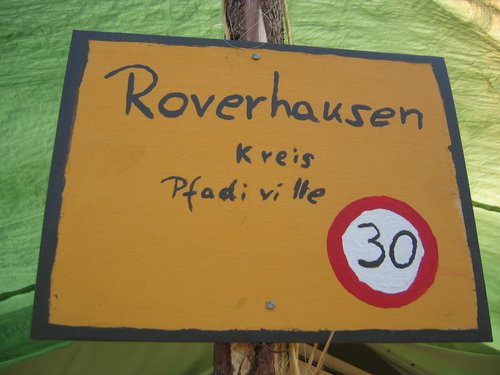 Roverhausen
Kreis
Pfadiville
30